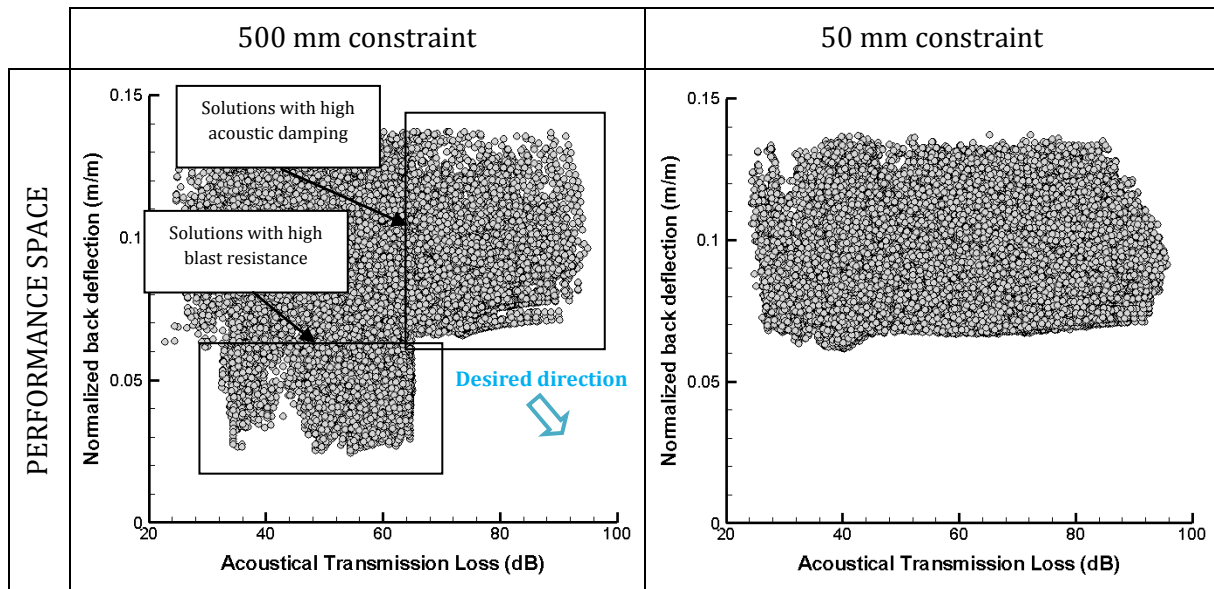 500 mm constraint
50 mm constraint
PERFORMANCE SPACE
Normalized back deflection (m/m)
0.15
0.1
0.05
0
Solutions with high
acoustic damping
Solutions with high
blast resistance
Desired direction
20 40 60 80 100
Acoustical Transmission Loss (dB)
Normalized back deflection (m/m)
0.15
0.1
0.05
0
20 40 60 80 100
Acoustical Transmission Loss (dB)